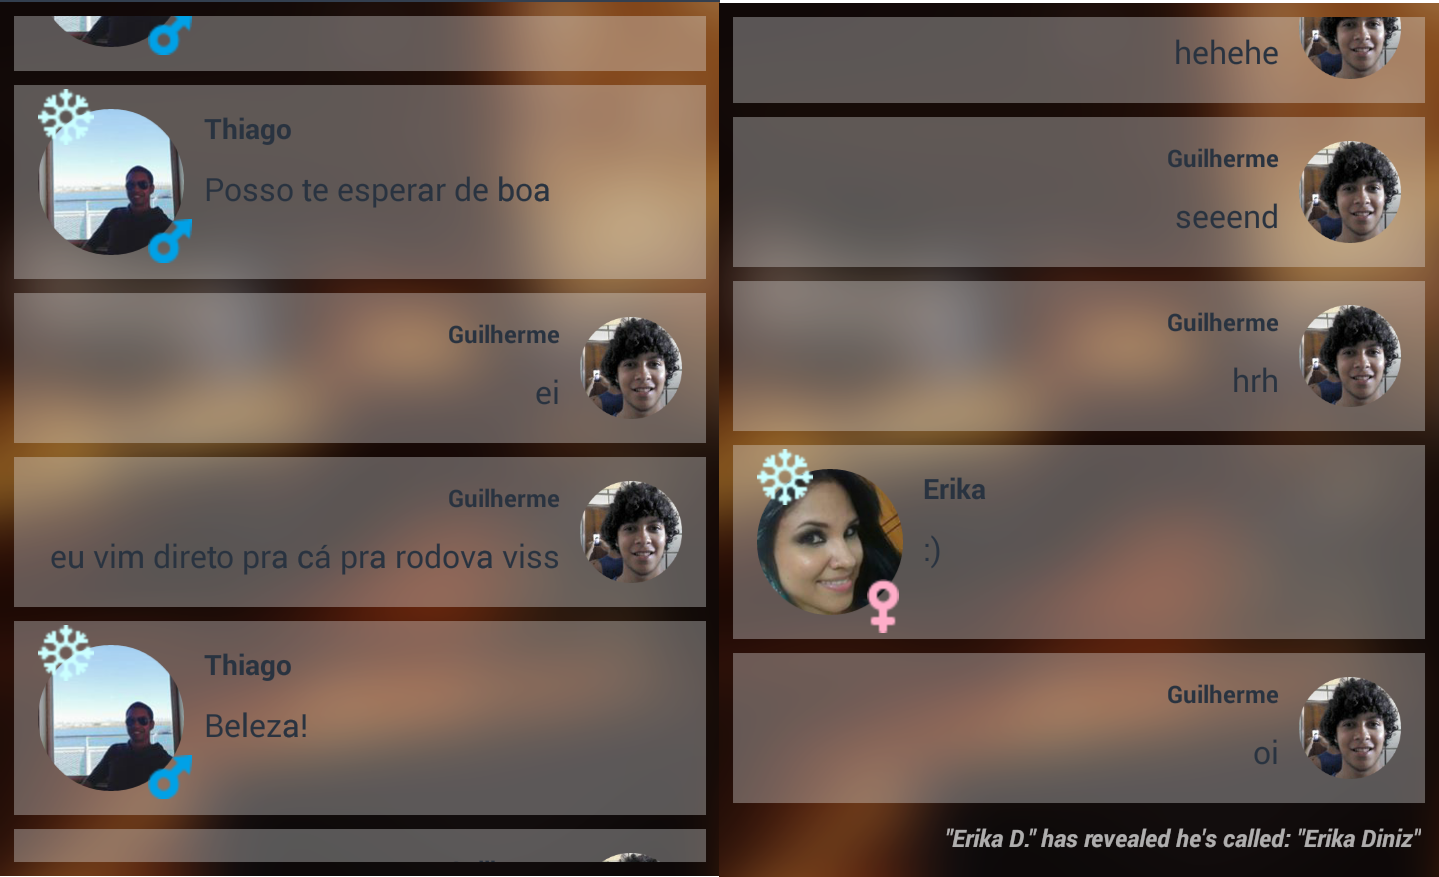 Thiago
Posso te esperar de boa
Guilherme
ei
Guilherme
eu vim direto pra cá pra rodova viss
Thiago
Beleza!
hehehe
Guilherme
seeend
Guilherme
hrh
Erika
:)
Guilherme
oi
"Erika D." has revealed he's called: "Erika Diniz"